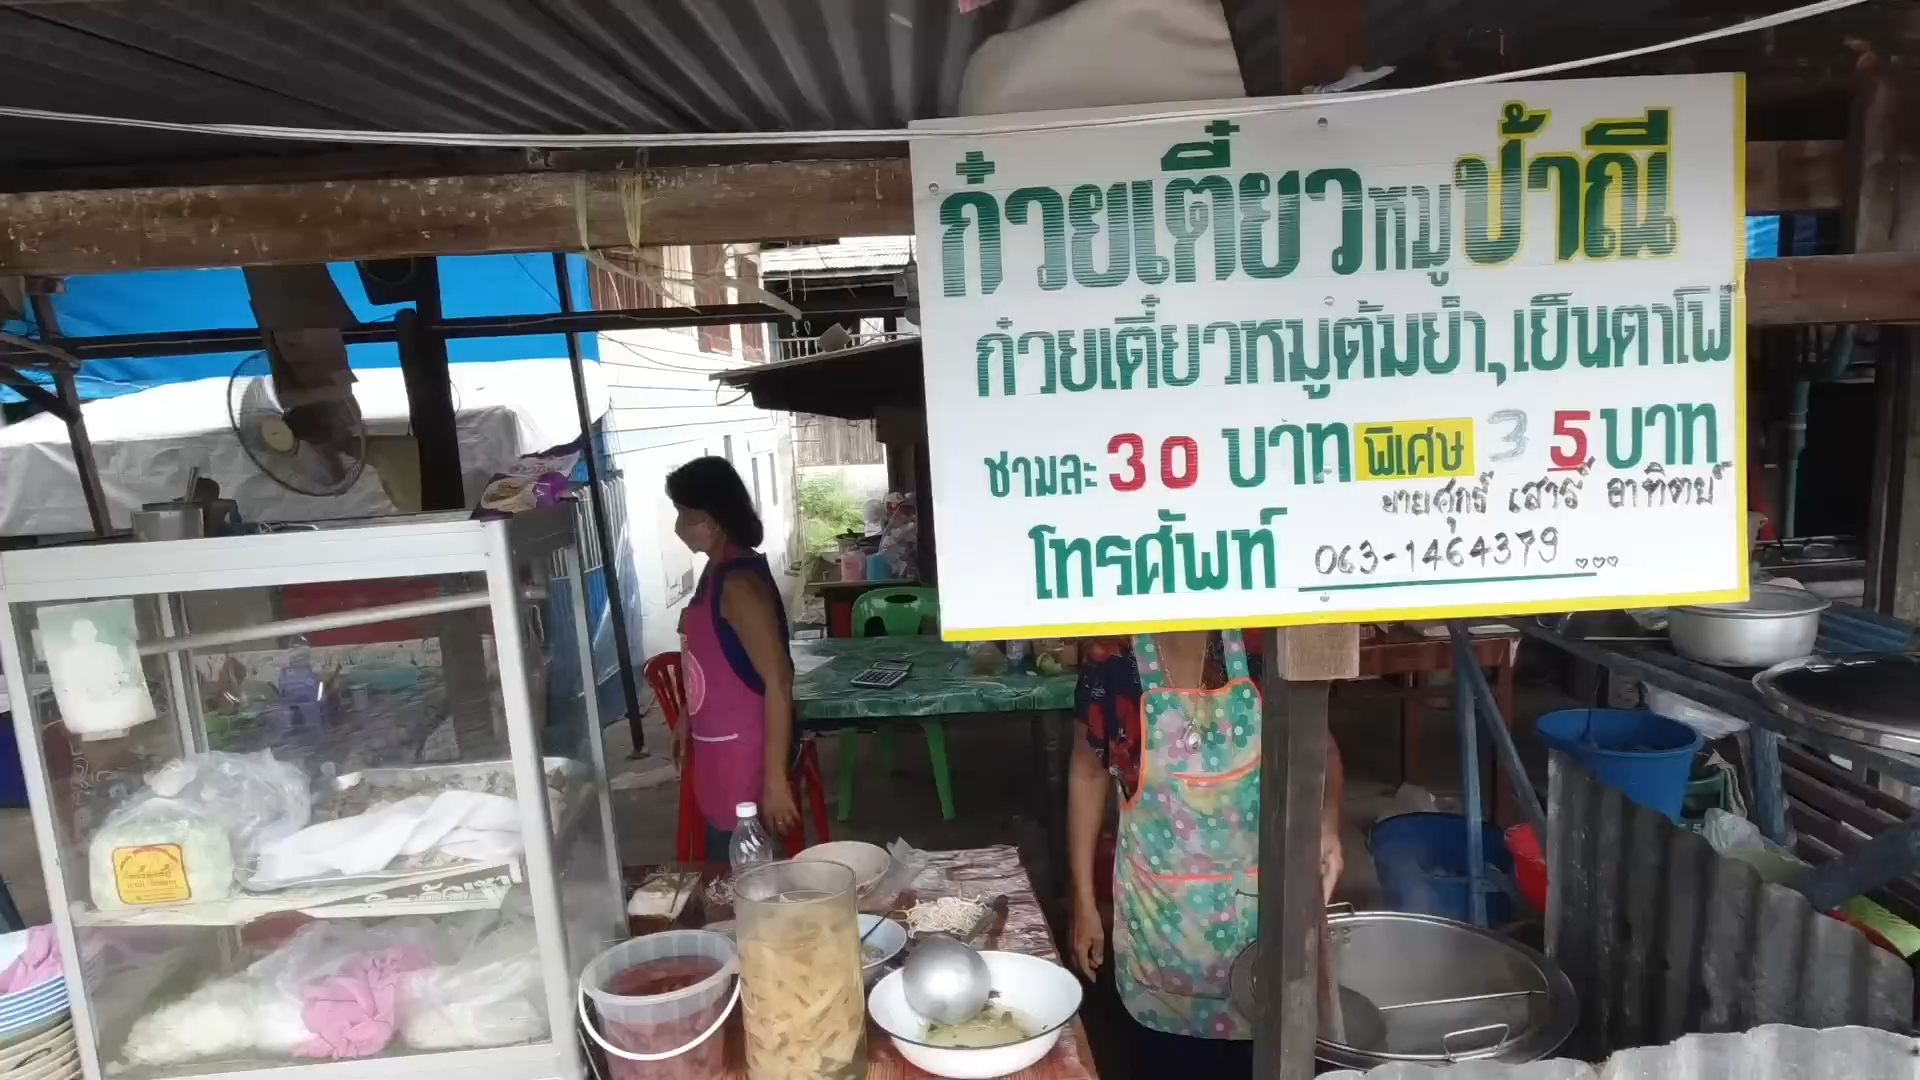 ก๋วยเตี๋ยวหมูป้าณี
ก๋วยเตี๋ยวหมูต้มยำ,เย็นตาโฟ
ชามละ 30 บาท พิเศษ 35 บาท
ขายศุกร์ เสาร์ อาทิตย์
โทรศัพท์ 063-1464379